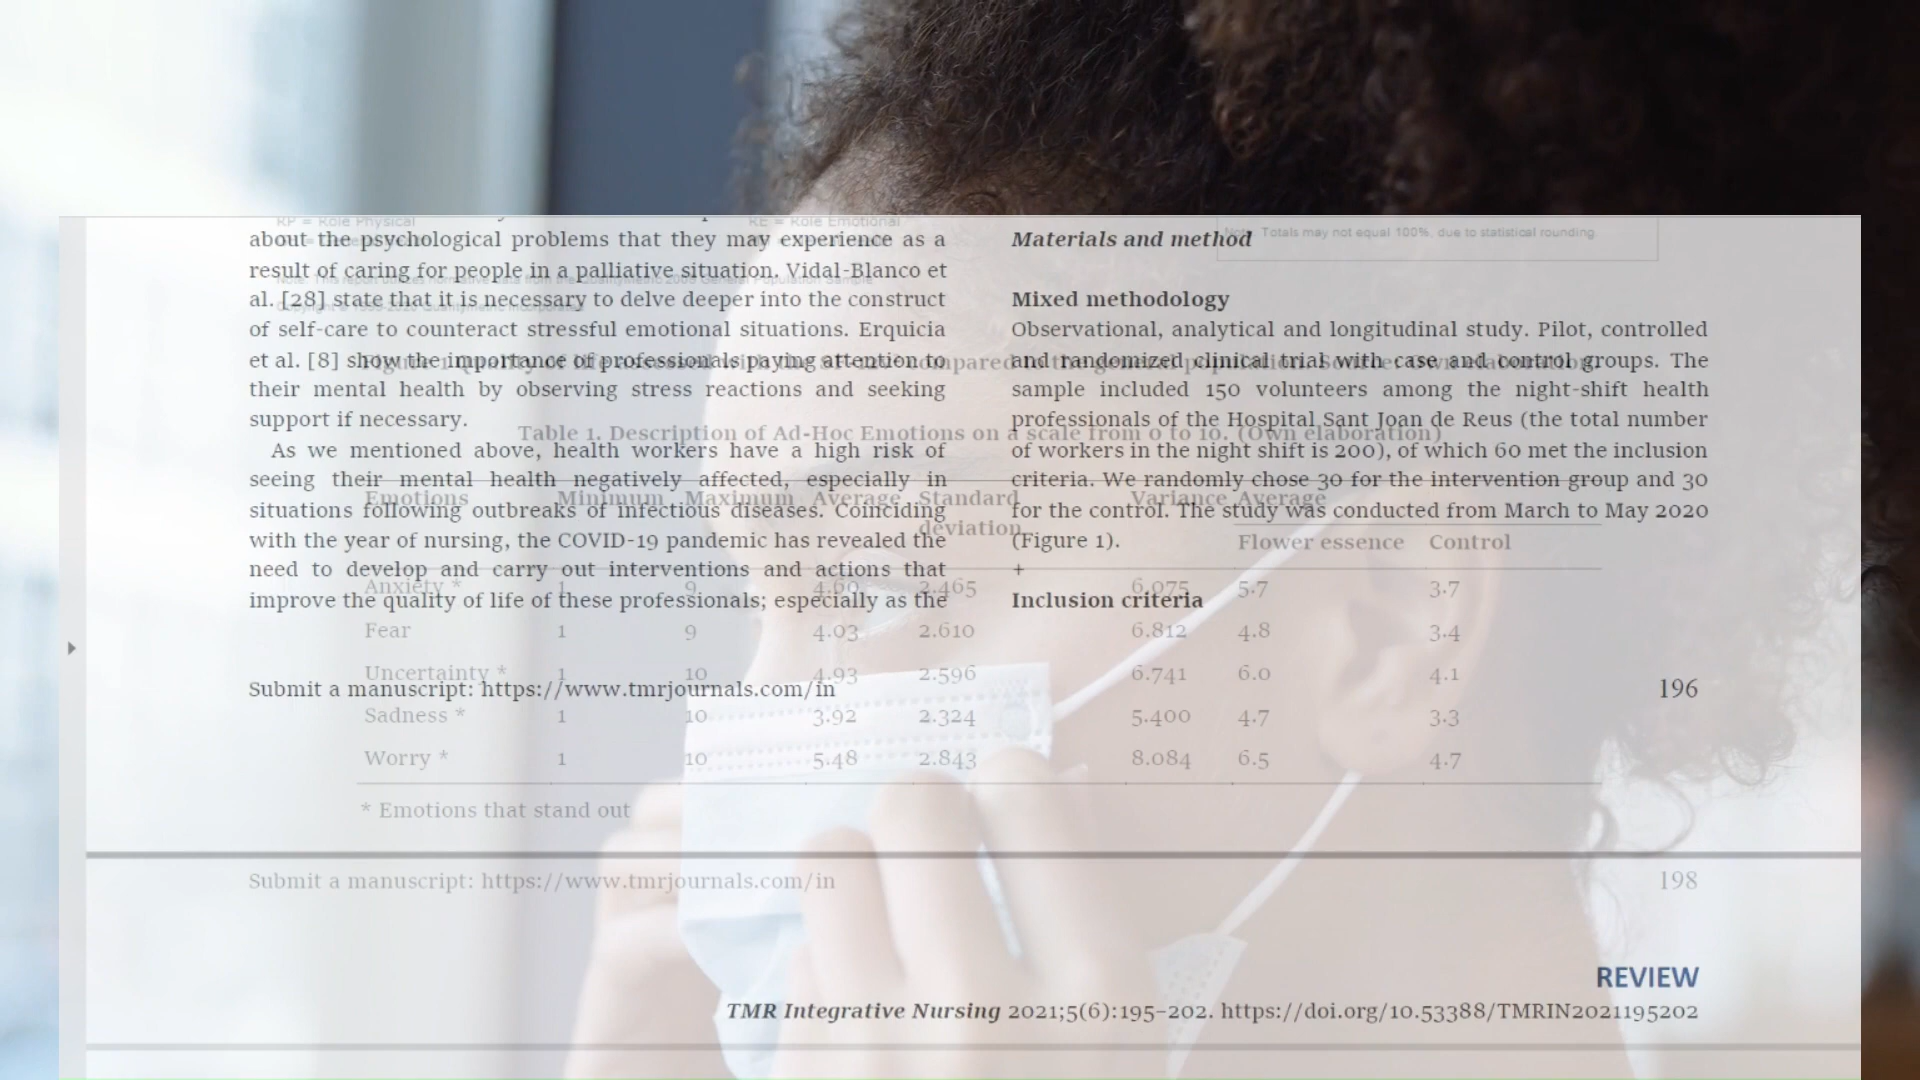 RP = Role Physical
RE = Role Emotional
Note: Totals may not equal 100%, due to statistical rounding
about the psychological problems that they may experience as a
result of caring for people in a palliative situation. Vidal-Blanco et
al. [28] state that it is necessary to delve deeper into the construct
of self-care to counteract stressful emotional situations. Erquicia
et al. [8] show the importance of professionals paying attention to
their mental health by observing stress reactions and seeking
support if necessary.
As we mentioned above, health workers have a high risk of
seeing their mental health negatively affected, especially in
situations following outbreaks of infectious diseases. Coinciding
with the year of nursing, the COVID-19 pandemic has revealed the
need to develop and carry out interventions and actions that
improve the quality of life of these professionals; especially as the
Materials and method
Mixed methodology
Observational, analytical and longitudinal study. Pilot, controlled
and randomized clinical trial with case and control groups. The
sample included 150 volunteers among the night-shift health
professionals of the Hospital Sant Joan de Reus (the total number
of workers in the night shift is 200), of which 60 met the inclusion
criteria. We randomly chose 30 for the intervention group and 30
for the control. The study was conducted from March to May 2020
(Figure 1).
+
Inclusion criteria
Submit a manuscript: https://www.tmrjournals.com/in 196
Table 1. Description of Ad-Hoc Emotions on a scale from 0 to 10. (Own elaboration)
Emotions Minimum Maximum Average Standard deviation Variance Average
Flower essence Control
Anxiety * 1 9 4.60 2.465 6.075 5.7 3.7
Fear 1 9 4.03 2.610 6.812 4.8 3.4
Uncertainty * 1 10 4.93 2.596 6.741 6.0 4.1
Sadness * 1 10 3.92 2.324 5.400 4.7 3.3
Worry * 1 10 5.48 2.843 8.084 6.5 4.7
* Emotions that stand out
Submit a manuscript: https://www.tmrjournals.com/in 198
REVIEW
TMR Integrative Nursing 2021;5(6):195–202. https://doi.org/10.53388/TMRIN2021195202